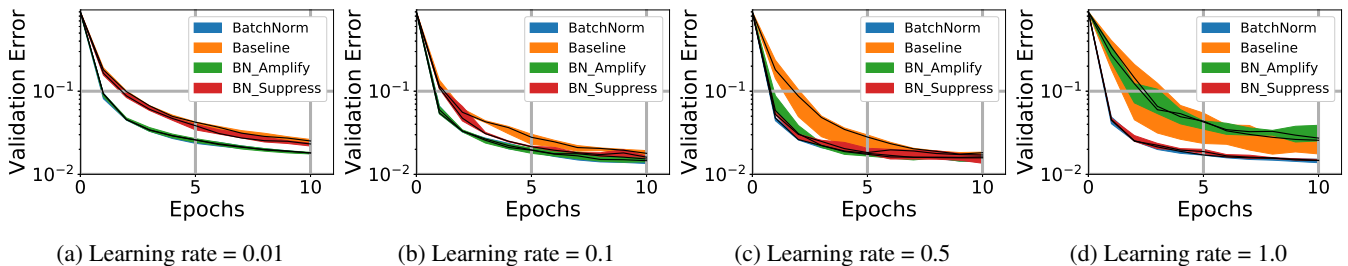 Validation Error
10⁻¹
10⁻²
0
5
10
Epochs
BatchNorm
Baseline
BN_Amplify
BN_Suppress
(a) Learning rate = 0.01
Validation Error
10⁻¹
10⁻²
0
5
10
Epochs
BatchNorm
Baseline
BN_Amplify
BN_Suppress
(b) Learning rate = 0.1
Validation Error
10⁻¹
10⁻²
0
5
10
Epochs
BatchNorm
Baseline
BN_Amplify
BN_Suppress
(c) Learning rate = 0.5
Validation Error
10⁻¹
10⁻²
0
5
10
Epochs
BatchNorm
Baseline
BN_Amplify
BN_Suppress
(d) Learning rate = 1.0